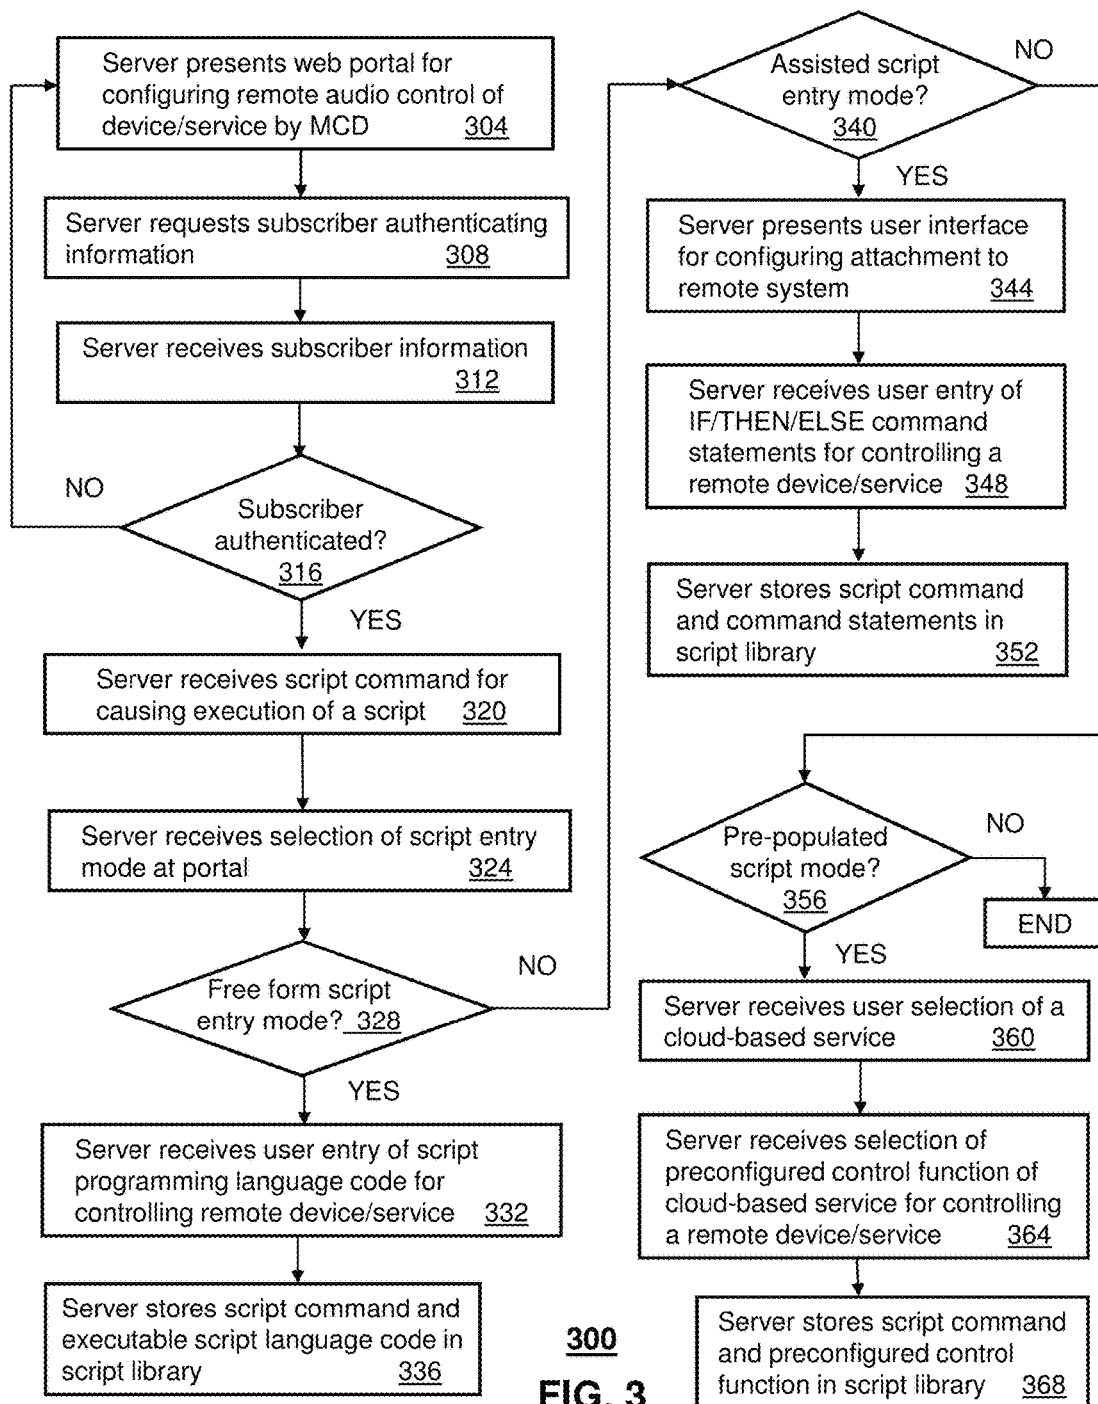 Server presents web portal for
configuring remote audio control of
device/service by MCD 304
Server requests subscriber authenticating
information 308
Server receives subscriber information
312
NO
Subscriber
authenticated?
316
YES
Server receives script command for
causing execution of a script 320
Server receives selection of script entry
mode at portal 324
Free form script
entry mode? 328
NO
YES
Server receives user entry of script
programming language code for
controlling remote device/service 332
Server stores script command and
executable script language code in
script library 336
Assisted script
entry mode?
340
NO
YES
Server presents user interface
for configuring attachment to
remote system 344
Server receives user entry of
IF/THEN/ELSE command
statements for controlling a
remote device/service 348
Server stores script command
and command statements in
script library 352
Pre-populated
script mode?
356
NO
END
YES
Server receives user selection of a
cloud-based service 360
Server receives selection of
preconfigured control function of
cloud-based service for controlling
a remote device/service 364
Server stores script command
and preconfigured control
function in script library 368
300
FIG. 3